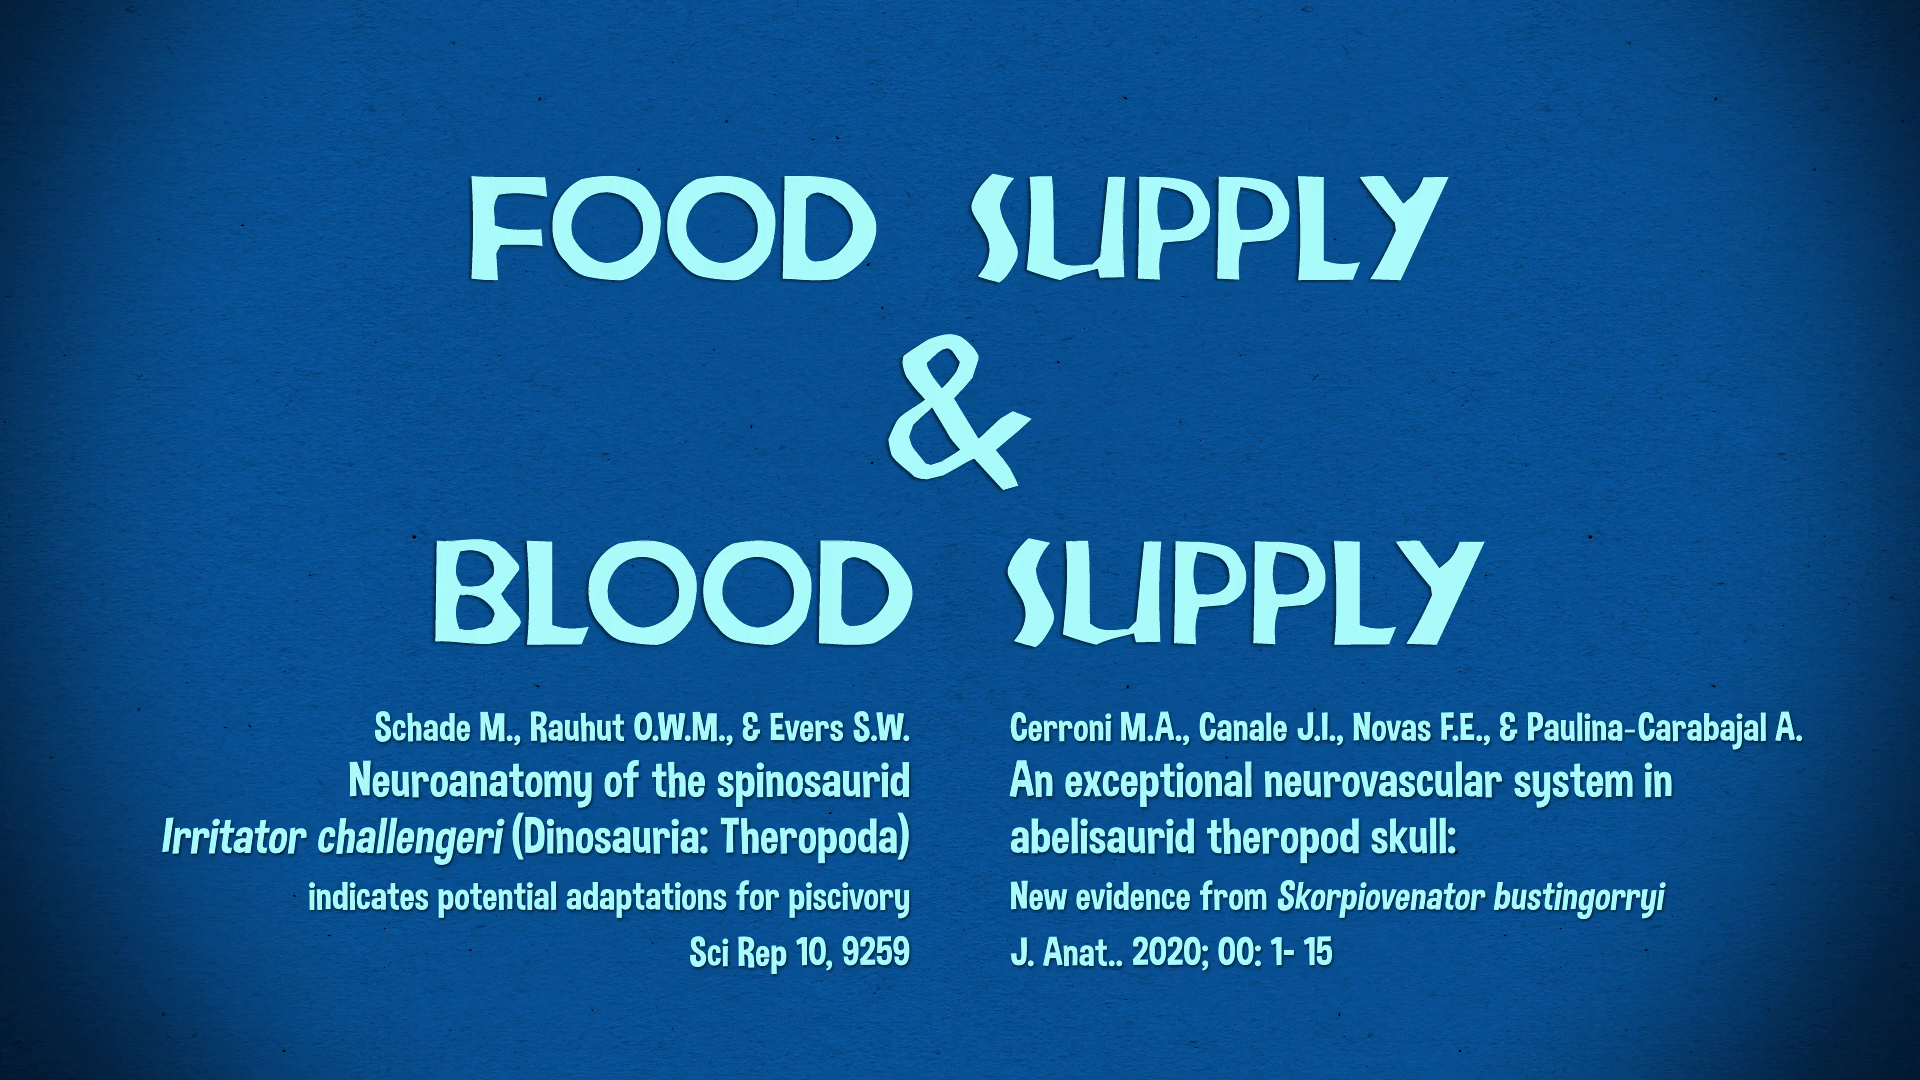 FOOD SUPPLY
&
BLOOD SUPPLY
Schade M., Rauhut O.W.M., & Evers S.W.
Neuroanatomy of the spinosaurid
Irritator challengeri (Dinosauria: Theropoda)
indicates potential adaptations for piscivory
Sci Rep 10, 9259
Cerroni M.A., Canale J.I., Novas F.E., & Paulina-Carabajal A.
An exceptional neurovascular system in
abelisaurid theropod skull:
New evidence from Skorpiovenator bustingorryi
J. Anat.. 2020; 00: 1- 15